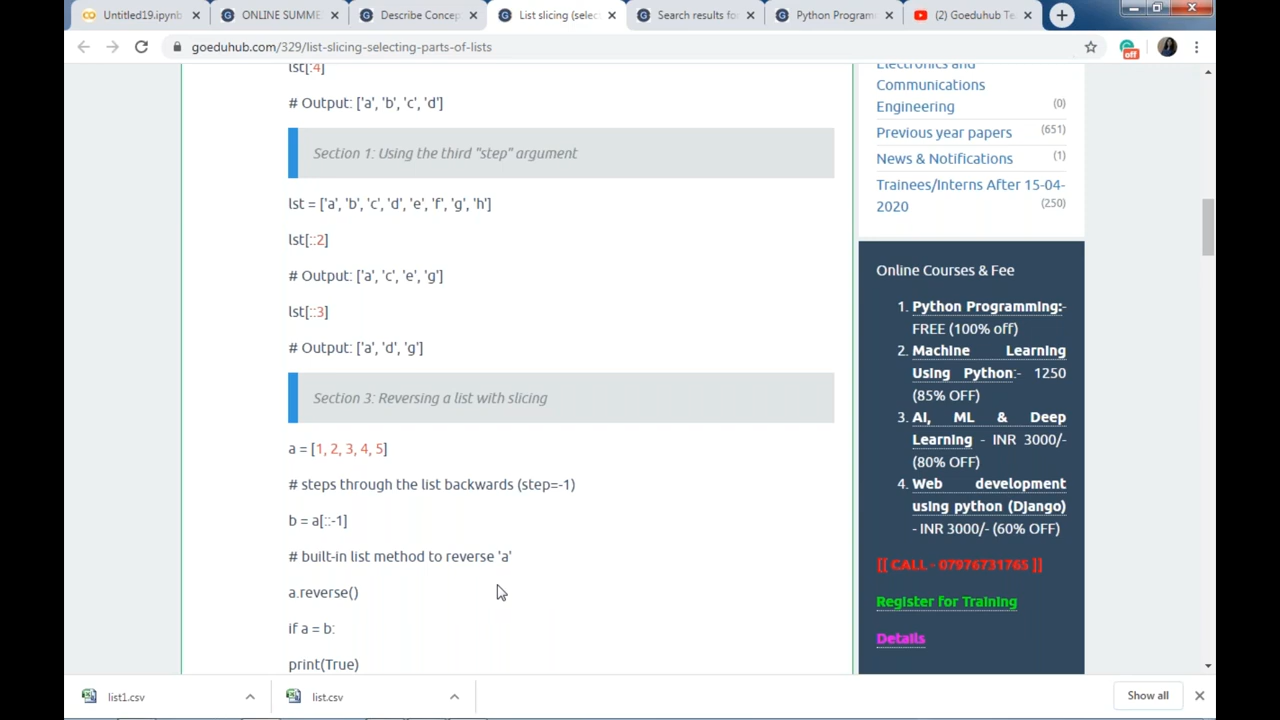 Untitled19.ipynb
ONLINE SUMME
Describe Concep
List slicing (selec
Search results for
Python Program
(2) Goeduhub Te
goeduhub.com/329/list-slicing-selecting-parts-of-lists
off
lst[:4]
# Output: ['a', 'b', 'c', 'd']
Section 1: Using the third "step" argument
lst = ['a', 'b', 'c', 'd', 'e', 'f', 'g', 'h']
lst[::2]
# Output: ['a', 'c', 'e', 'g']
lst[::3]
# Output: ['a', 'd', 'g']
Section 3: Reversing a list with slicing
a = [1, 2, 3, 4, 5]
# steps through the list backwards (step=-1)
b = a[::-1]
# built-in list method to reverse 'a'
a.reverse()
if a = b:
print(True)
Electronics and
Communications
Engineering (0)
Previous year papers (651)
News & Notifications (1)
Trainees/Interns After 15-04-
2020 (250)
Online Courses & Fee
1. Python Programming:-
FREE (100% off)
2. Machine Learning
Using Python:- 1250
(85% OFF)
3. AI, ML & Deep
Learning - INR 3000/-
(80% OFF)
4. Web development
using python (Django)
- INR 3000/- (60% OFF)
[[ CALL - 07976731765 ]]
Register for Training
Details
list1.csv
list.csv
Show all